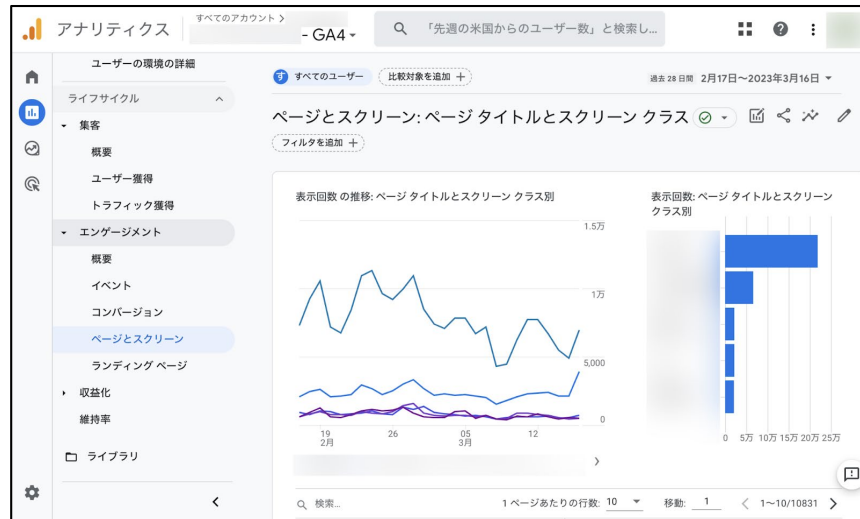 アナリティクス
すべてのアカウント >
- GA4
「先週の米国からのユーザー数」と検索し...
ユーザーの環境の詳細
ライフサイクル
集客
概要
ユーザー獲得
トラフィック獲得
エンゲージメント
概要
イベント
コンバージョン
ページとスクリーン
ランディング ページ
収益化
維持率
ライブラリ
す すべてのユーザー
比較対象を追加 +
過去 28 日間 2月17日～2023年3月16日
ページとスクリーン: ページ タイトルとスクリーン クラス
フィルタを追加 +
表示回数 の推移: ページ タイトルとスクリーン クラス別
1.5万
1万
5,000
0
19
2月
26
05
3月
12
表示回数: ページ タイトルとスクリーン
クラス別
0 5万 10万 15万 20万 25万
検索...
1 ページあたりの行数: 10
移動: 1
1～10/10831